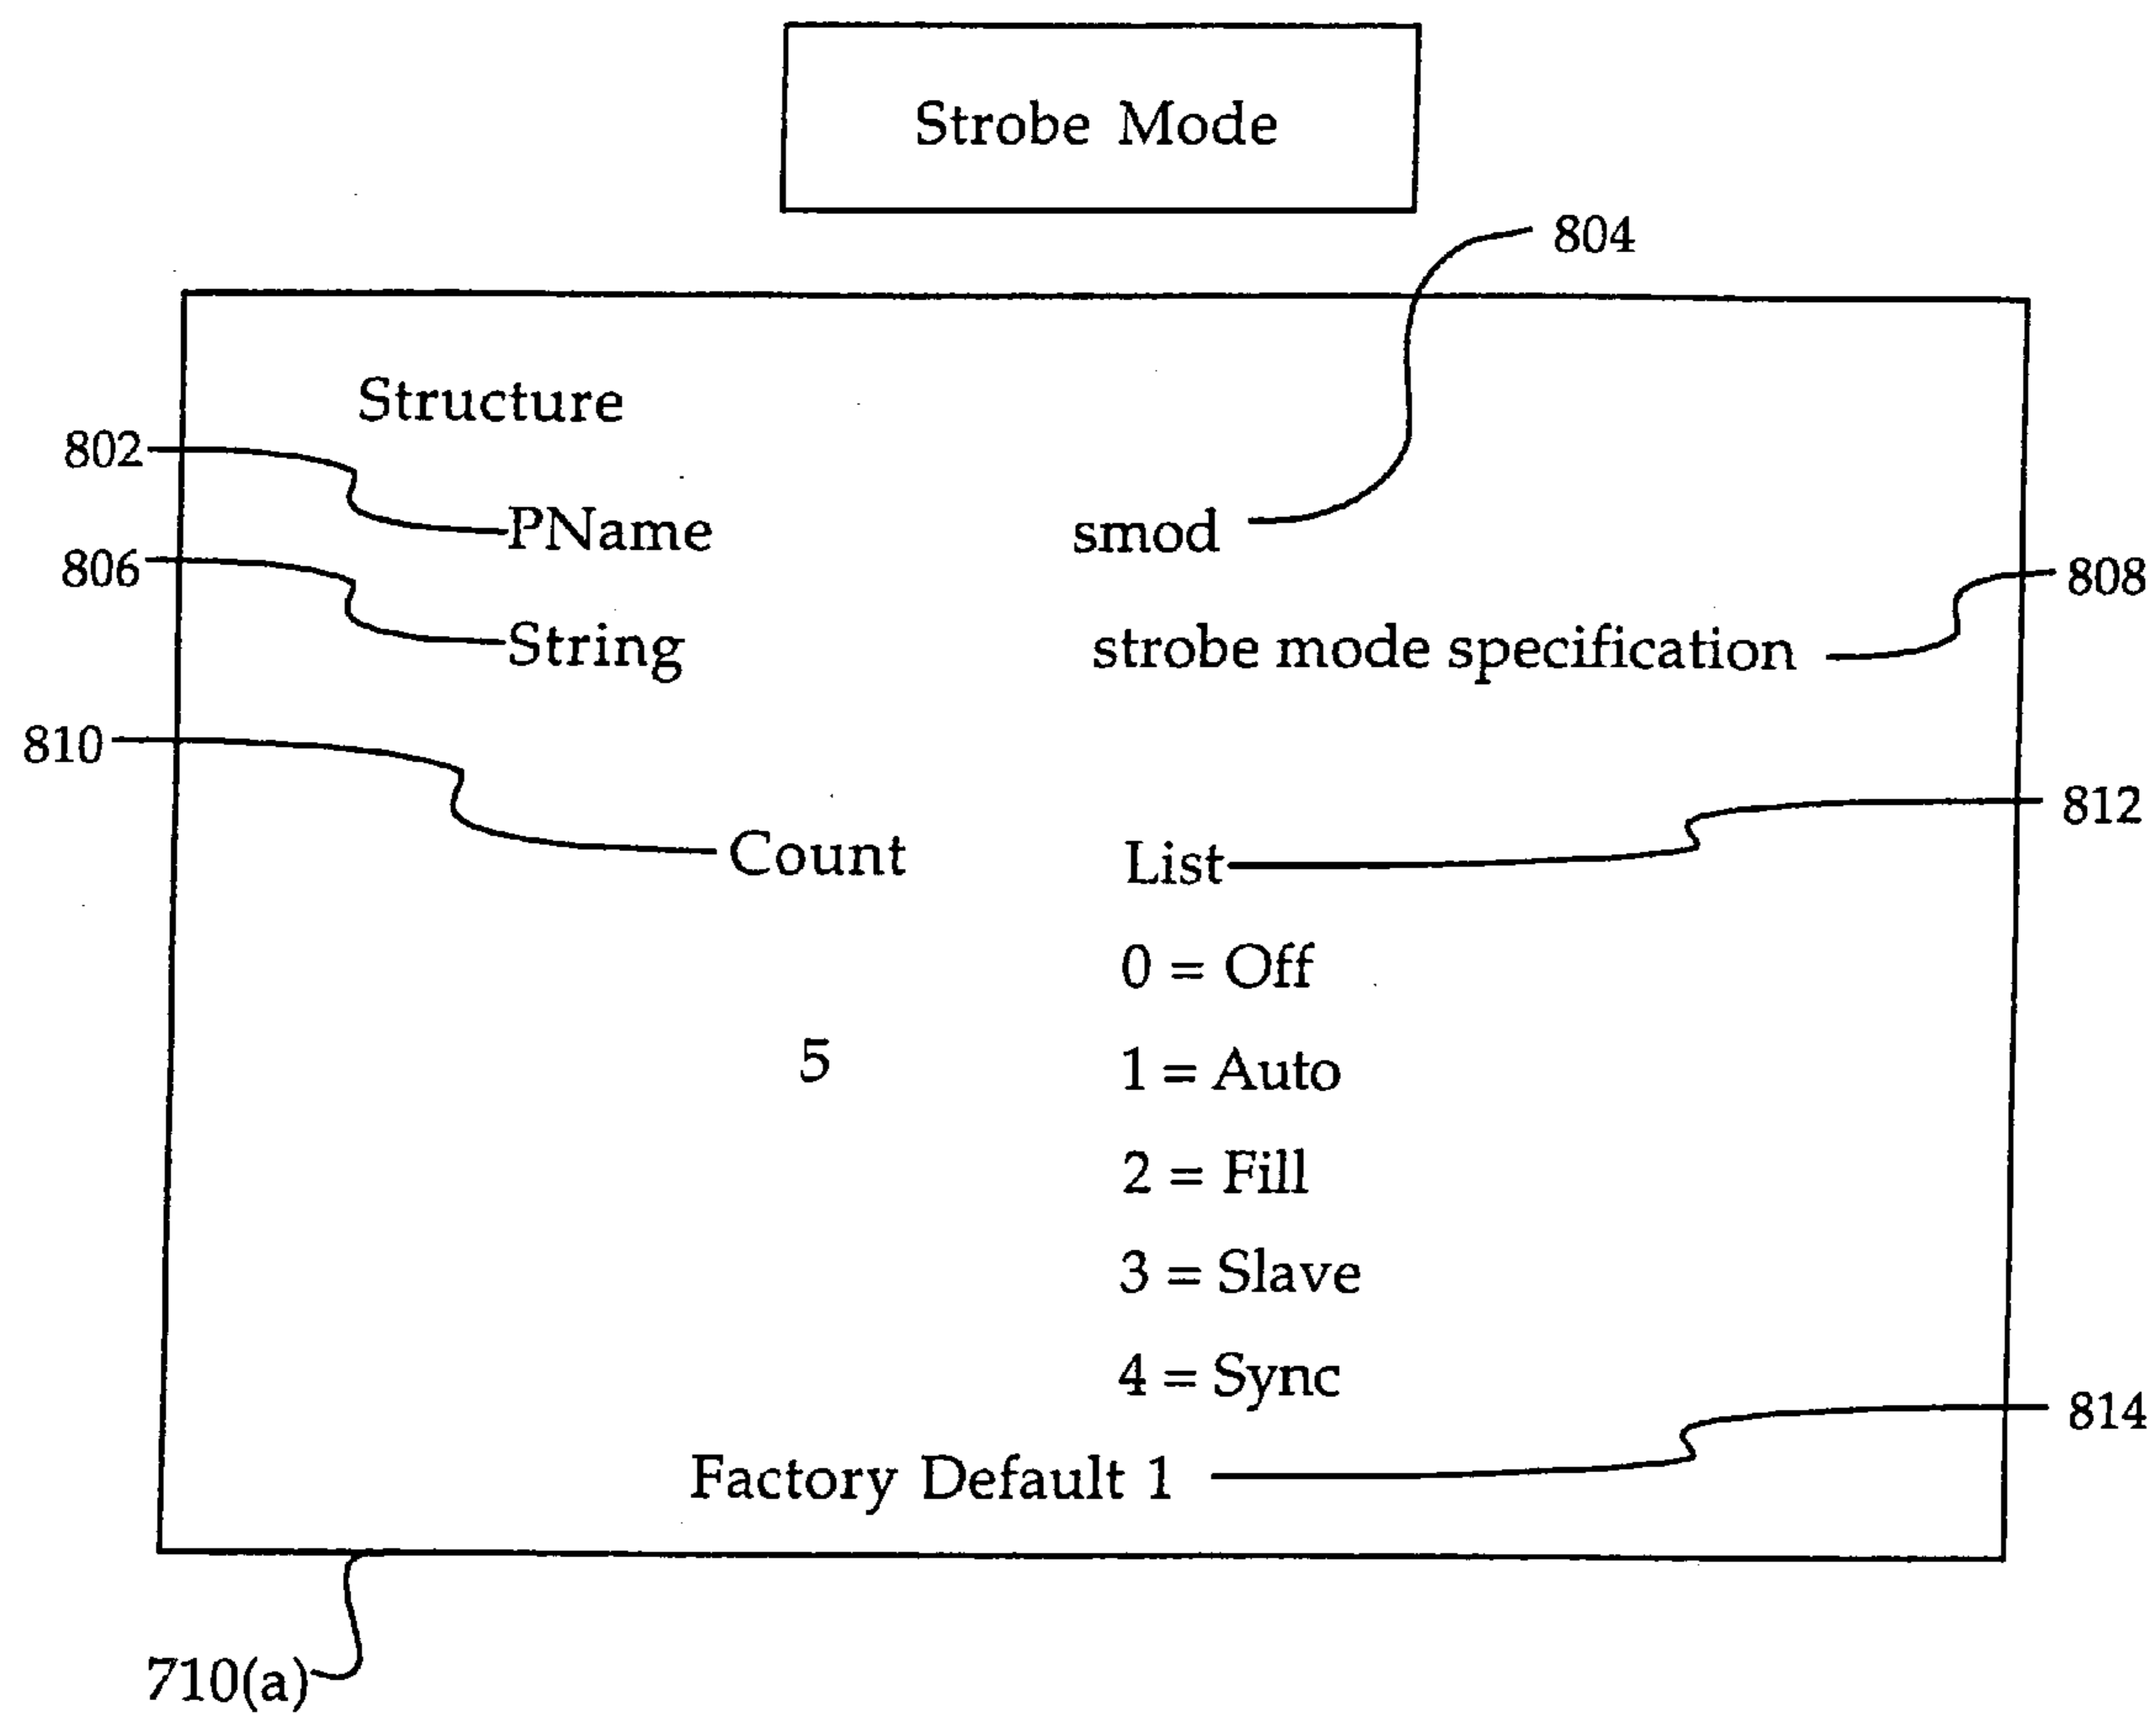 Strobe Mode
804
Structure
802
PName smod
806
808
String strobe mode specification
810
812
Count List
0 = Off
5
1 = Auto
2 = Fill
3 = Slave
4 = Sync
814
Factory Default 1
710(a)